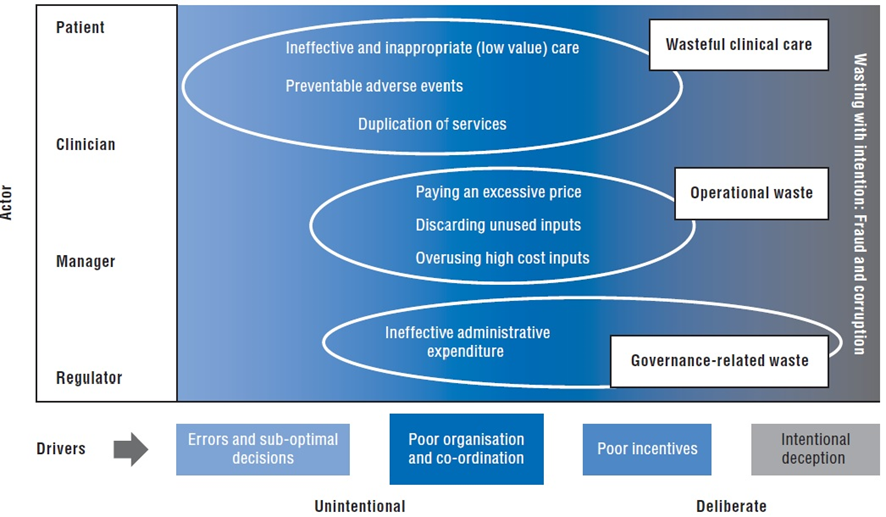 Patient
Ineffective and inappropriate (low value) care
Wasteful clinical care
Preventable adverse events
Duplication of services
Clinician
Actor
Wasting with intention: Fraud and corruption
Paying an excessive price
Operational waste
Discarding unused inputs
Manager
Overusing high cost inputs
Ineffective administrative
expenditure
Governance-related waste
Regulator
Drivers
Errors and sub-optimal
decisions
Poor organisation
and co-ordination
Poor incentives
Intentional
deception
Unintentional
Deliberate